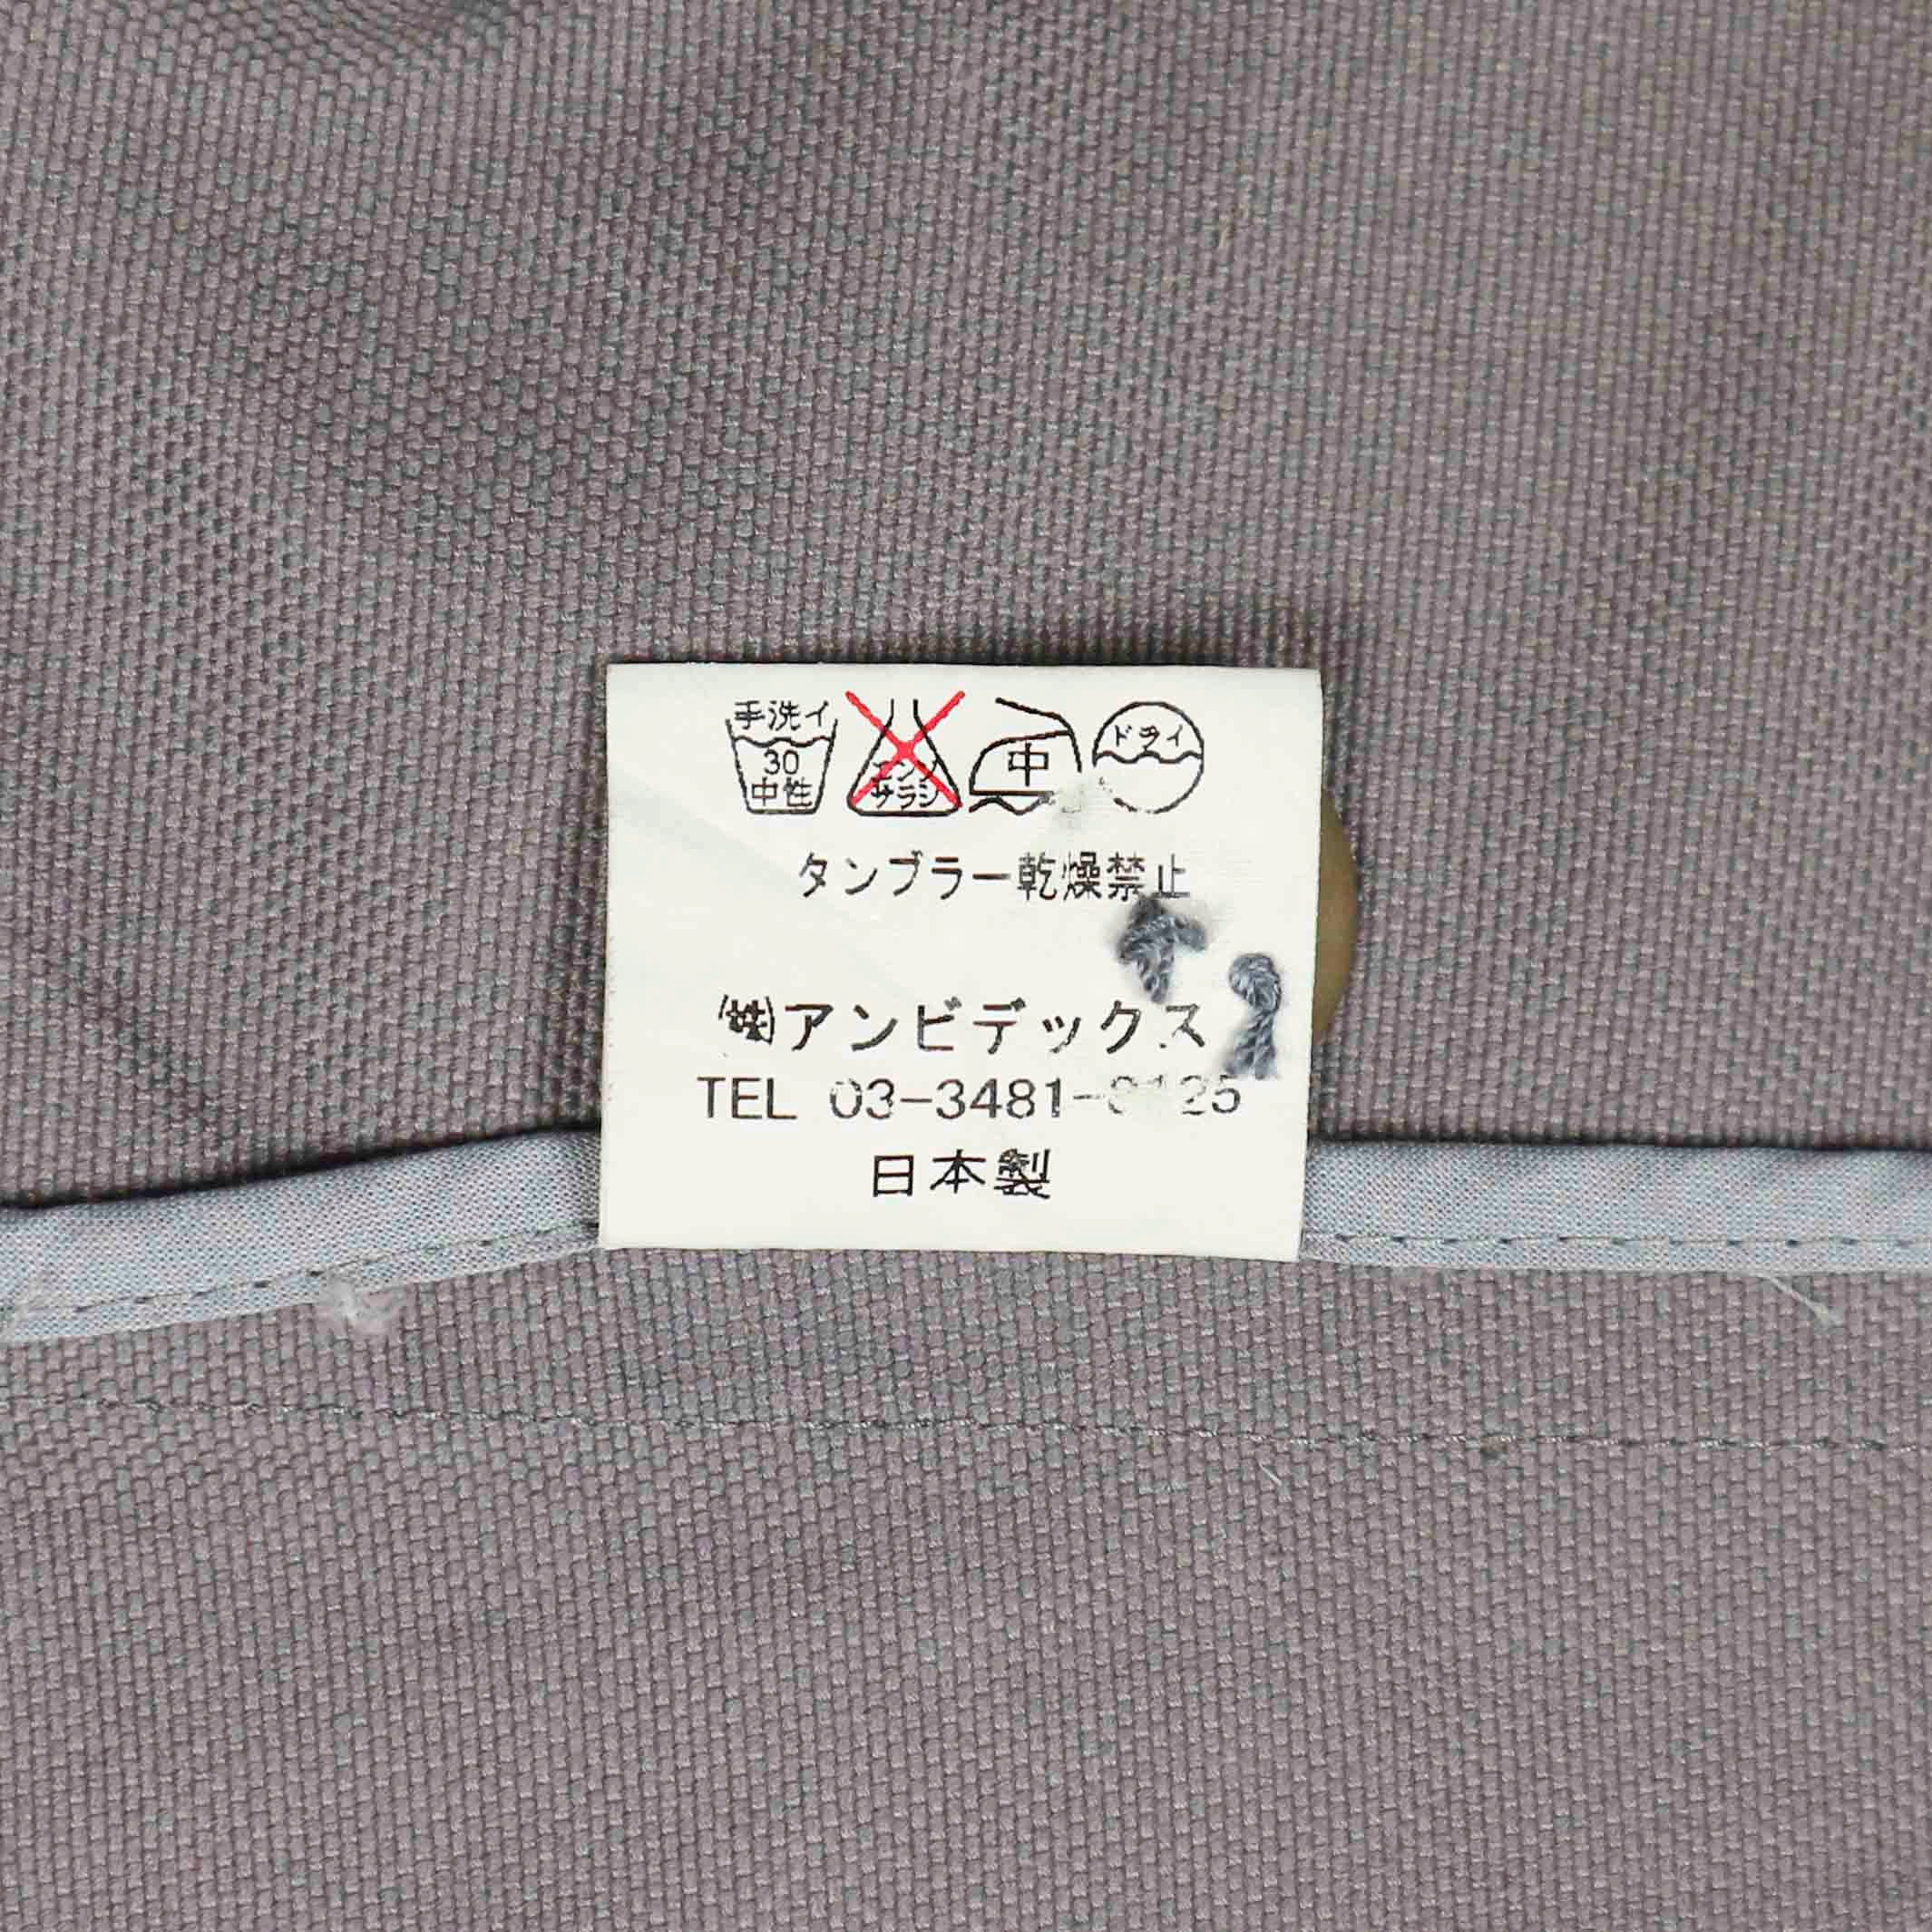 手洗イ 30 中性 エンソ サラシ 中 ドライ
タンブラー乾燥禁止
㈱アンビデックス
TEL 03-3481-
日本製